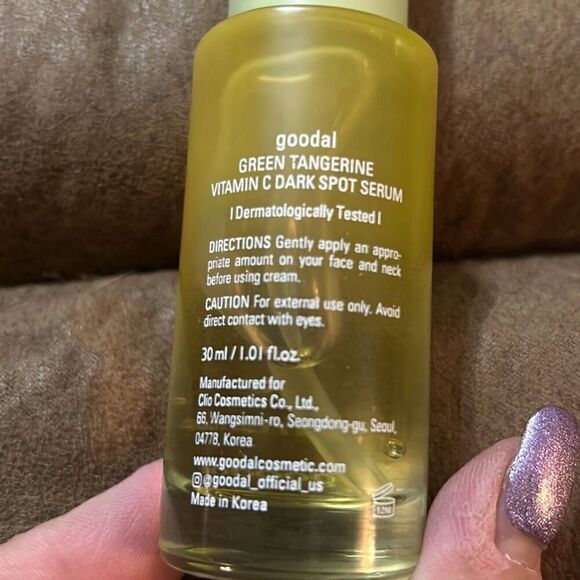 goodal
GREEN TANGERINE
VITAMIN C DARK SPOT SERUM
| Dermatologically Tested |
DIRECTIONS Gently apply an appro-
priate amount on your face and neck
before using cream.
CAUTION For external use only. Avoid
direct contact with eyes.
30 ml / 1.01 fl.oz.
Manufactured for
Clio Cosmetics Co., Ltd.,
66, Wangsimni-ro, Seongdong-gu, Seoul,
04778, Korea
www.goodalcosmetic.com
@goodal_official_us
Made in Korea
12M